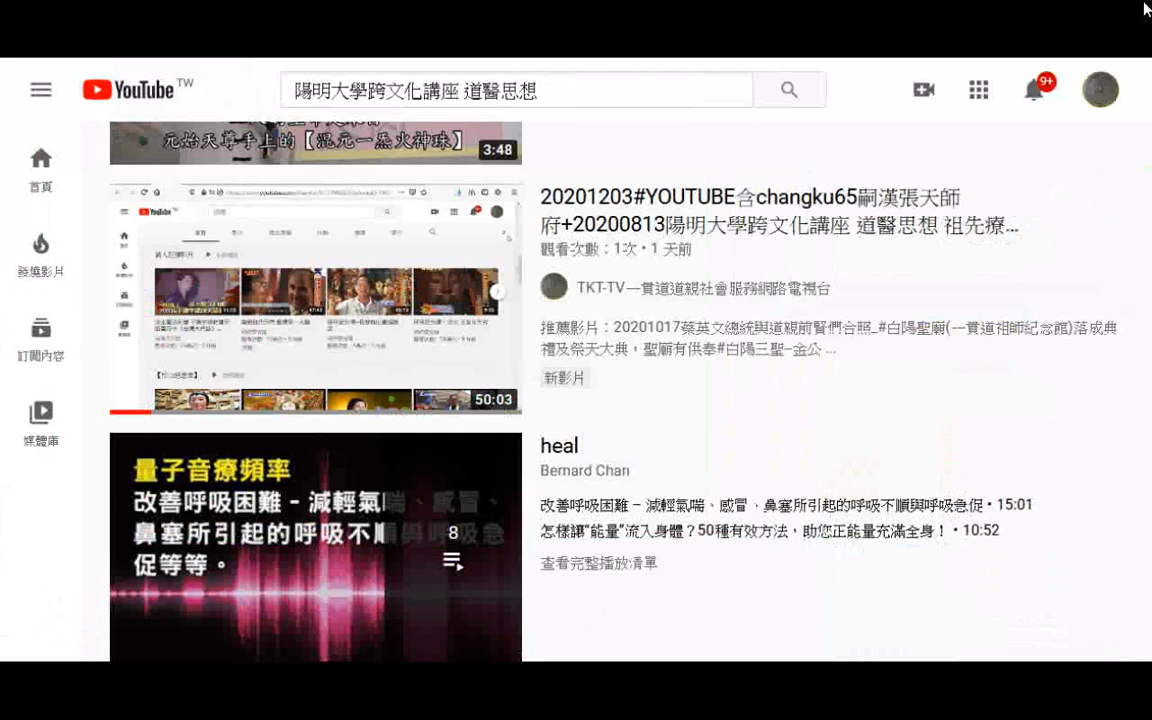 YouTube TW
陽明大學跨文化講座 道醫思想
9+
元始天尊手上的【混元一炁火神珠】
3:48
首頁
發燒影片
訂閱內容
媒體庫
50:03
20201203#YOUTUBE含changku65嗣漢張天師
府+20200813陽明大學跨文化講座 道醫思想 祖先療...
觀看次數：1次 • 1 天前
TKT-TV—貫道道親社會服務網路電視台
推薦影片：20201017蔡英文總統與道親前賢們合照_#白陽聖廟(一貫道祖師紀念館)落成典
禮及祭天大典，聖廟有供奉#白陽三聖–金公 ...
新影片
量子音療頻率
改善呼吸困難 – 減輕氣喘、感冒、
鼻塞所引起的呼吸不順與呼吸急
促等等。
8
heal
Bernard Chan
改善呼吸困難 – 減輕氣喘、感冒、鼻塞所引起的呼吸不順與呼吸急促 • 15:01
怎樣讓“能量”流入身體？50種有效方法，助您正能量充滿全身！ • 10:52
查看完整播放清單